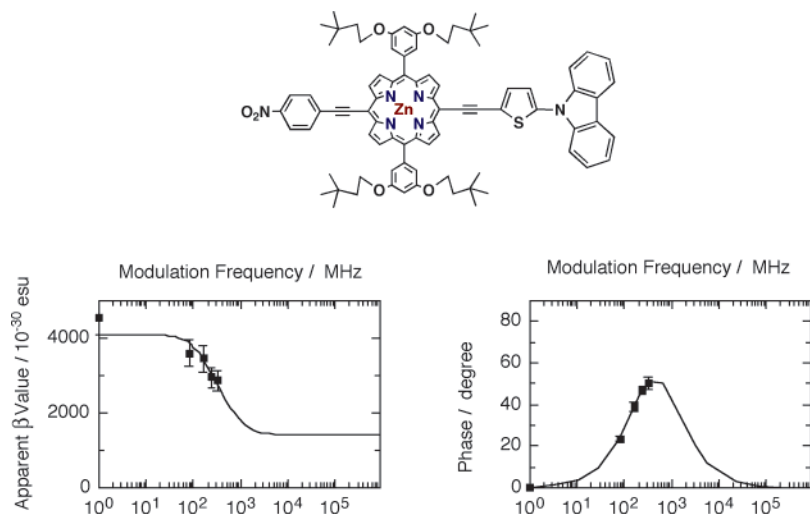 O O
N N
O₂N Zn N
N N S
O O
Modulation Frequency / MHz Modulation Frequency / MHz
Apparent β Value / 10⁻³⁰ esu
4000
2000
0
10⁰ 10¹ 10² 10³ 10⁴ 10⁵
Phase / degree
80
60
40
20
0
10⁰ 10¹ 10² 10³ 10⁴ 10⁵